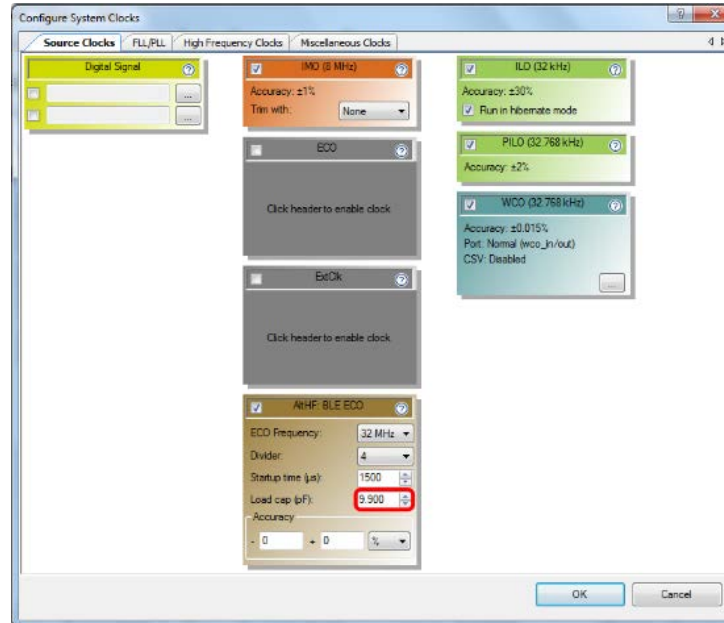 Configure System Clocks
Source Clocks FLL/PLL High Frequency Clocks Miscellaneous Clocks
Digital Signal
...
...
IMO (8 MHz)
Accuracy: ±1%
Trim with: None
ECO
Click header to enable clock
ExtClk
Click header to enable clock
AltHF: BLE ECO
ECO Frequency: 32 MHz
Divider: 4
Startup time (µs): 1500
Load cap (pF): 9.900
Accuracy
- 0 + 0 %
ILO (32 kHz)
Accuracy: ±30%
Run in hibernate mode
PILO (32.768 kHz)
Accuracy: ±2%
WCO (32.768 kHz)
Accuracy: ±0.015%
Port: Normal (wco_in/out)
CSV: Disabled
...
OK Cancel